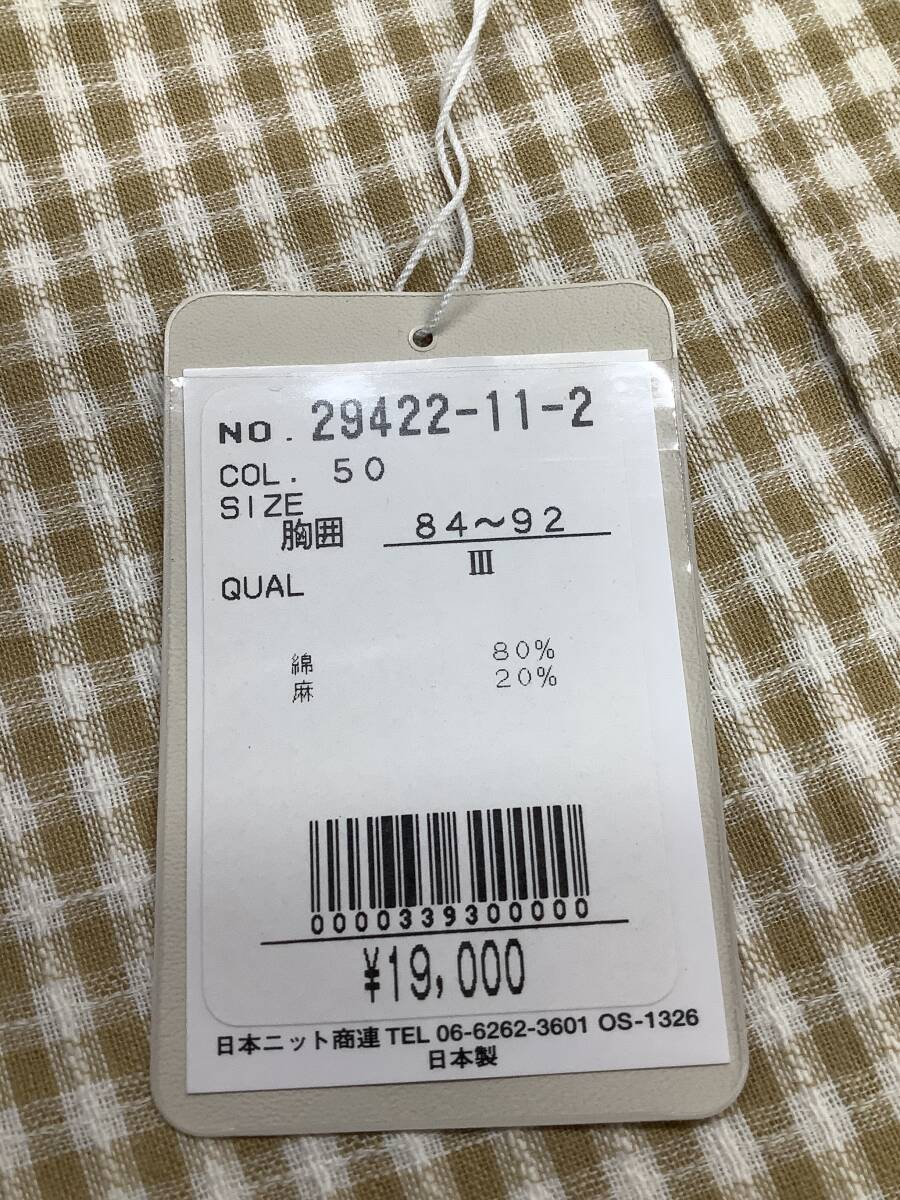 NO. 29422-11-2
COL. 50
SIZE
胸囲 84～92
Ⅲ
QUAL
綿 80%
麻 20%
0000339300000
¥19,000
日本ニット商連 TEL 06-6262-3601 OS-1326
日本製